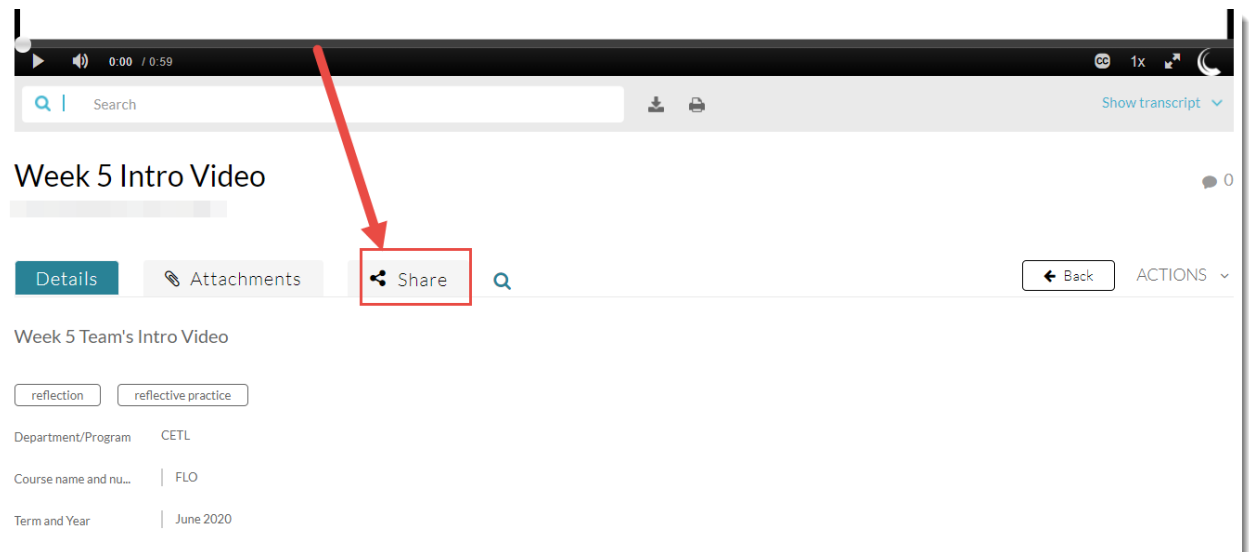 0:00 / 0:59 CC 1x
Search Show transcript
Week 5 Intro Video
0
Details Attachments Share Back ACTIONS
Week 5 Team's Intro Video
reflection reflective practice
Department/Program CETL
Course name and nu... FLO
Term and Year June 2020